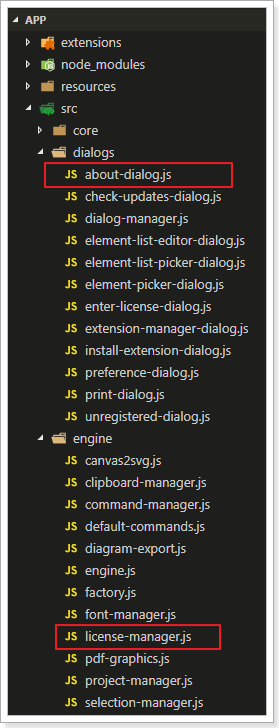 APP
extensions
node_modules
resources
src
core
dialogs
JS about-dialog.js
JS check-updates-dialog.js
JS dialog-manager.js
JS element-list-editor-dialog.js
JS element-list-picker-dialog.js
JS element-picker-dialog.js
JS enter-license-dialog.js
JS extension-manager-dialog.js
JS install-extension-dialog.js
JS preference-dialog.js
JS print-dialog.js
JS unregistered-dialog.js
engine
JS canvas2svg.js
JS clipboard-manager.js
JS command-manager.js
JS default-commands.js
JS diagram-export.js
JS engine.js
JS factory.js
JS font-manager.js
JS license-manager.js
JS pdf-graphics.js
JS project-manager.js
JS selection-manager.js